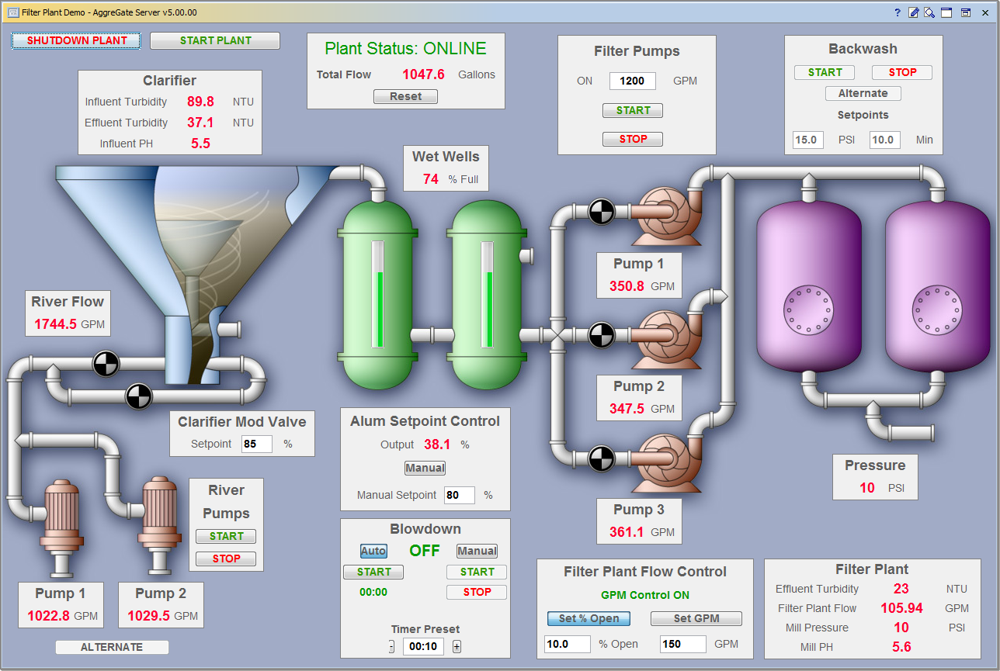 Filter Plant Demo - AggreGate Server v5.00.00
?
SHUTDOWN PLANT
START PLANT
Plant Status: ONLINE
Total Flow 1047.6 Gallons
Reset
Clarifier
Influent Turbidity 89.8 NTU
Effluent Turbidity 37.1 NTU
Influent PH 5.5
Filter Pumps
ON 1200 GPM
START
STOP
Backwash
START STOP
Alternate
Setpoints
15.0 PSI 10.0 Min
Wet Wells
74 % Full
River Flow
1744.5 GPM
Pump 1
350.8 GPM
Pump 2
347.5 GPM
Pump 3
361.1 GPM
Clarifier Mod Valve
Setpoint 85 %
River
Pumps
START
STOP
Pump 1
1022.8 GPM
Pump 2
1029.5 GPM
ALTERNATE
Alum Setpoint Control
Output 38.1 %
Manual
Manual Setpoint 80 %
Blowdown
Auto OFF Manual
START START
00:00 STOP
Timer Preset
- 00:10 +
Pressure
10 PSI
Filter Plant Flow Control
GPM Control ON
Set % Open Set GPM
10.0 % Open 150 GPM
Filter Plant
Effluent Turbidity 23 NTU
Filter Plant Flow 105.94 GPM
Mill Pressure 10 PSI
Mill PH 5.6